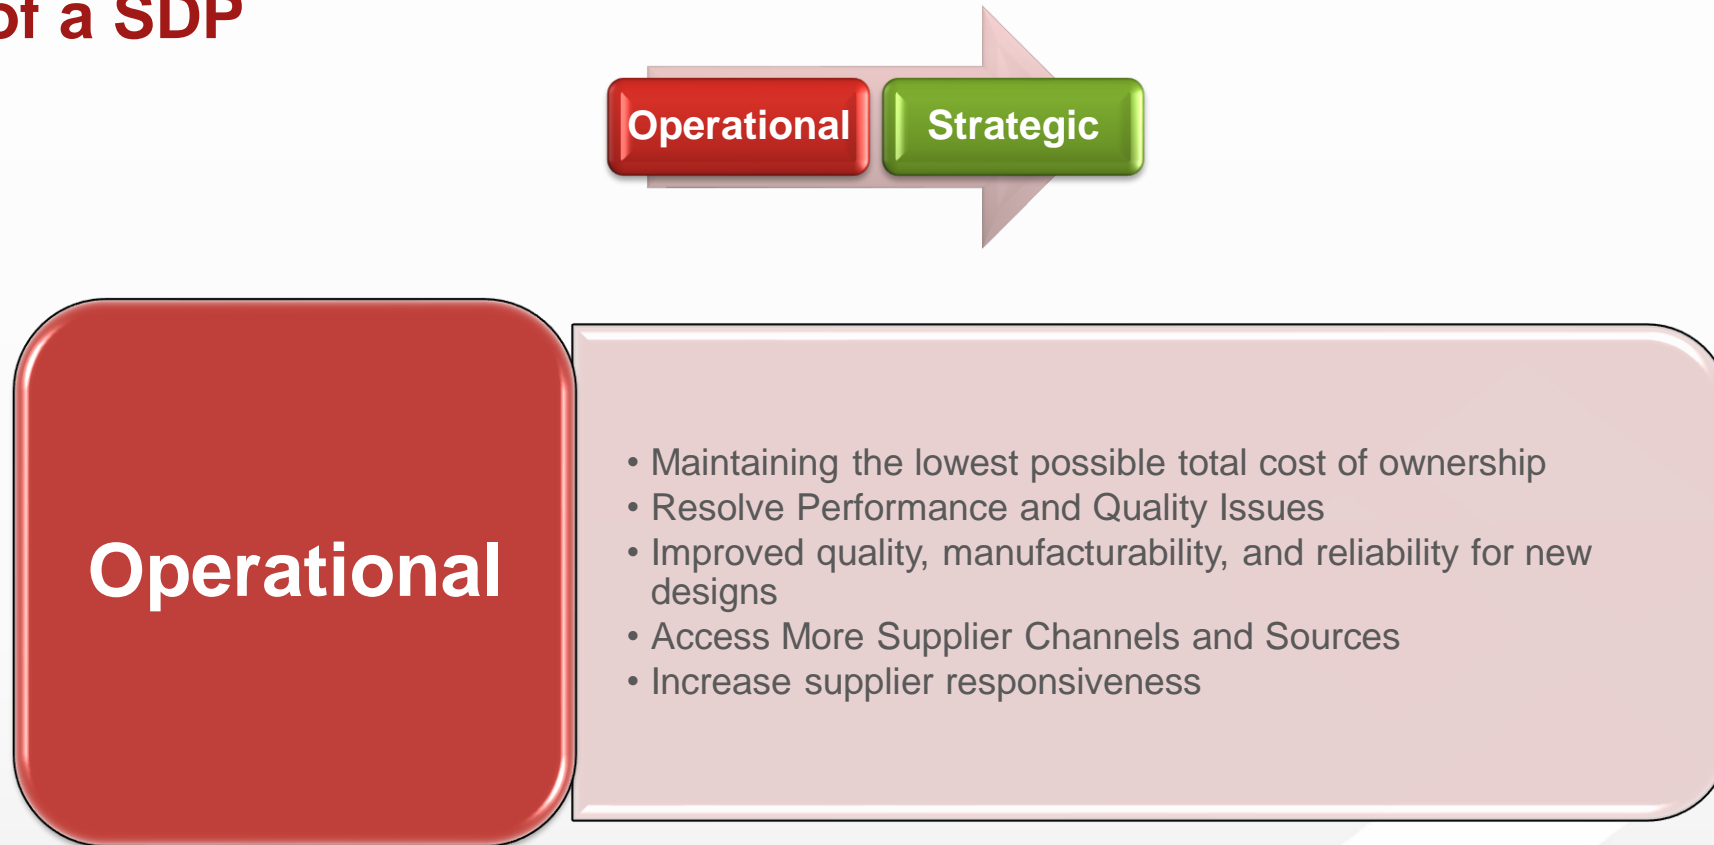 of a SDP
Operational Strategic
Operational
• Maintaining the lowest possible total cost of ownership
• Resolve Performance and Quality Issues
• Improved quality, manufacturability, and reliability for new
designs
• Access More Supplier Channels and Sources
• Increase supplier responsiveness